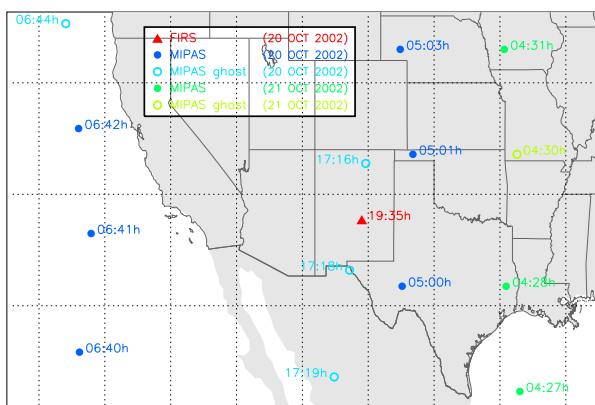 06:44h
FIRS (20 OCT 2002)
MIPAS (20 OCT 2002)
MIPAS ghost (20 OCT 2002)
MIPAS (21 OCT 2002)
MIPAS ghost (21 OCT 2002)
05:03h
04:31h
06:42h
05:01h
04:30h
17:16h
19:35h
06:41h
17:18h
05:00h
04:28h
06:40h
17:19h
04:27h